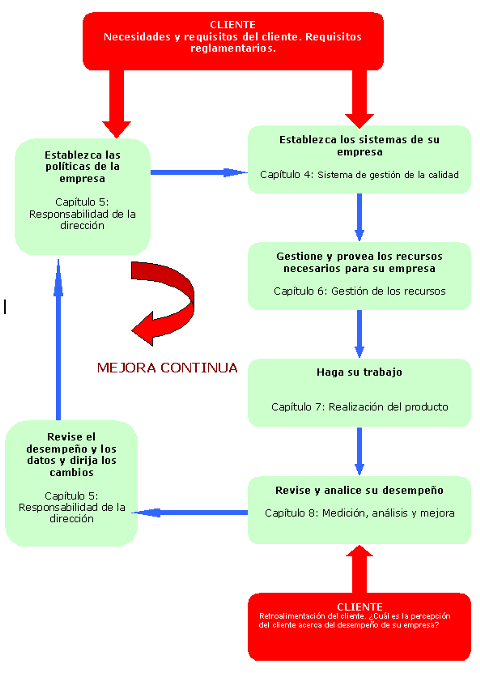 CLIENTE
Necesidades y requisitos del cliente. Requisitos
reglamentarios.
Establezca las
políticas de la
empresa
Capítulo 5:
Responsabilidad de la
dirección
Establezca los sistemas de su
empresa
Capítulo 4: Sistema de gestión de la calidad
Gestione y provea los recursos
necesarios para su empresa
Capítulo 6: Gestión de los recursos
MEJORA CONTINUA
Haga su trabajo
Capítulo 7: Realización del producto
Revise el
desempeño y los
datos y dirija los
cambios
Capítulo 5:
Responsabilidad de la
dirección
Revise y analice su desempeño
Capítulo 8: Medición, análisis y mejora
CLIENTE
Retroalimentación del cliente. ¿Cuál es la percepción
del cliente acerca del desempeño de su empresa?